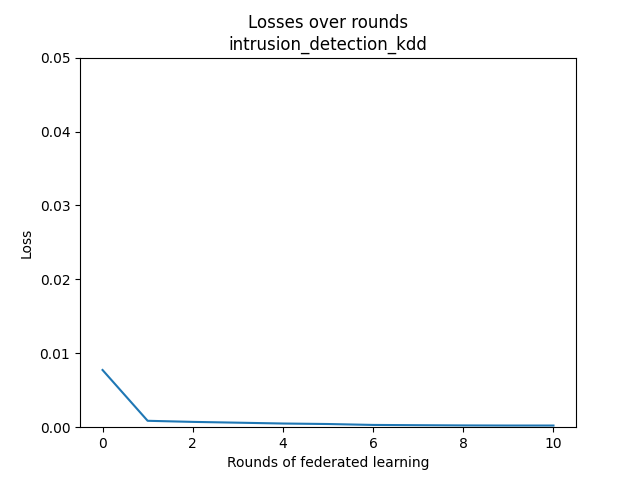 Losses over rounds
intrusion_detection_kdd
0.05
0.04
0.03
0.02
0.01
0.00
Loss
0 2 4 6 8 10
Rounds of federated learning